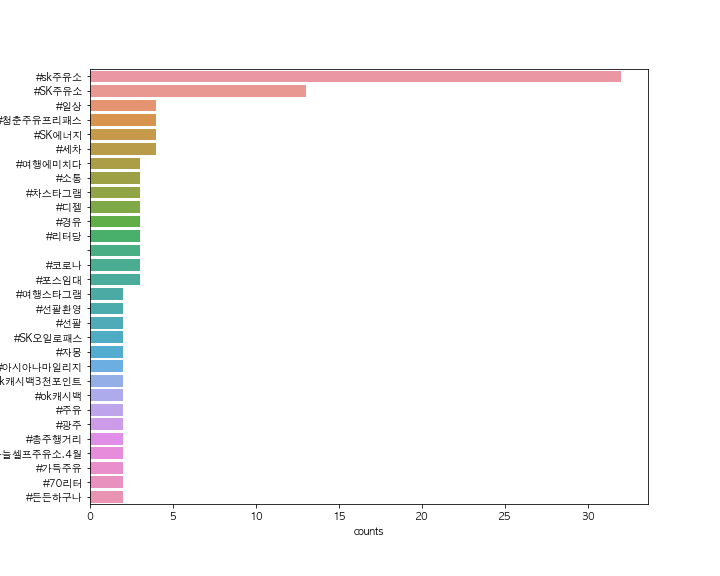 #sk주유소
#SK주유소
#일상
#청춘주유프리패스
#SK에너지
#세차
#여행에미치다
#소통
#차스타그램
#디젤
#경유
#리터당
#코로나
#포스임대
#여행스타그램
#선팔환영
#선팔
#SK오일로패스
#자몽
#아시아나마일리지
k캐시백3천포인트
#ok캐시백
#주유
#광주
#총주행거리
늘셀프주유소.4월
#가득주유
#70리터
#든든하구나
0 5 10 15 20 25 30
counts